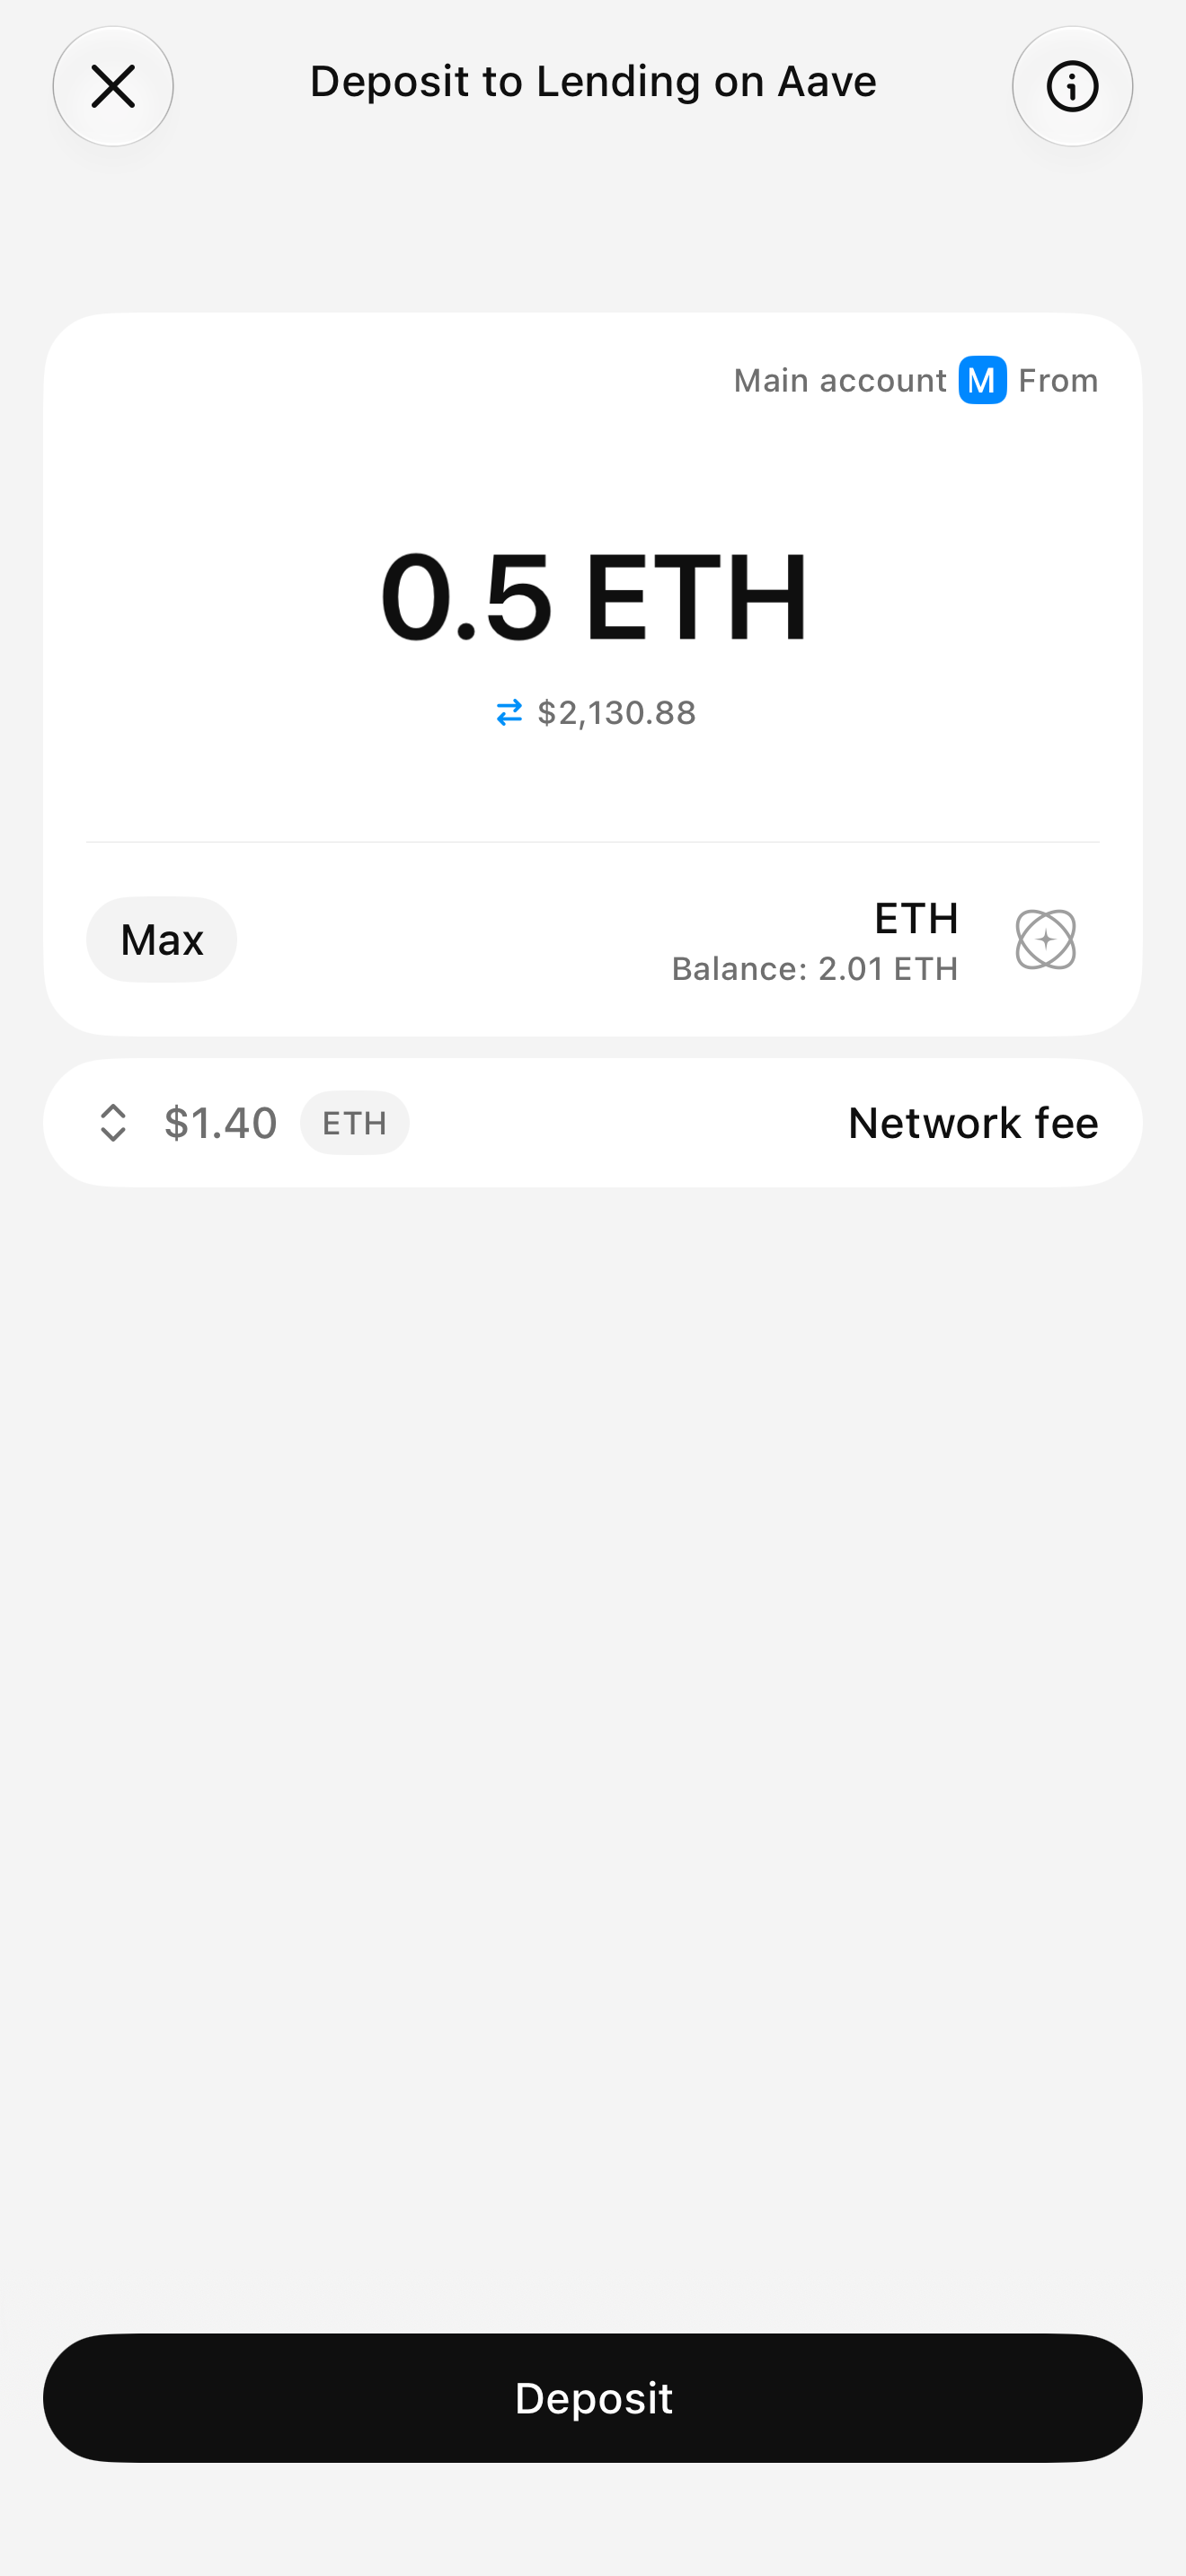 Deposit to Lending on Aave
Main account M From
0.5 ETH
$2,130.88
Max
ETH
Balance: 2.01 ETH
$1.40 ETH
Network fee
Deposit